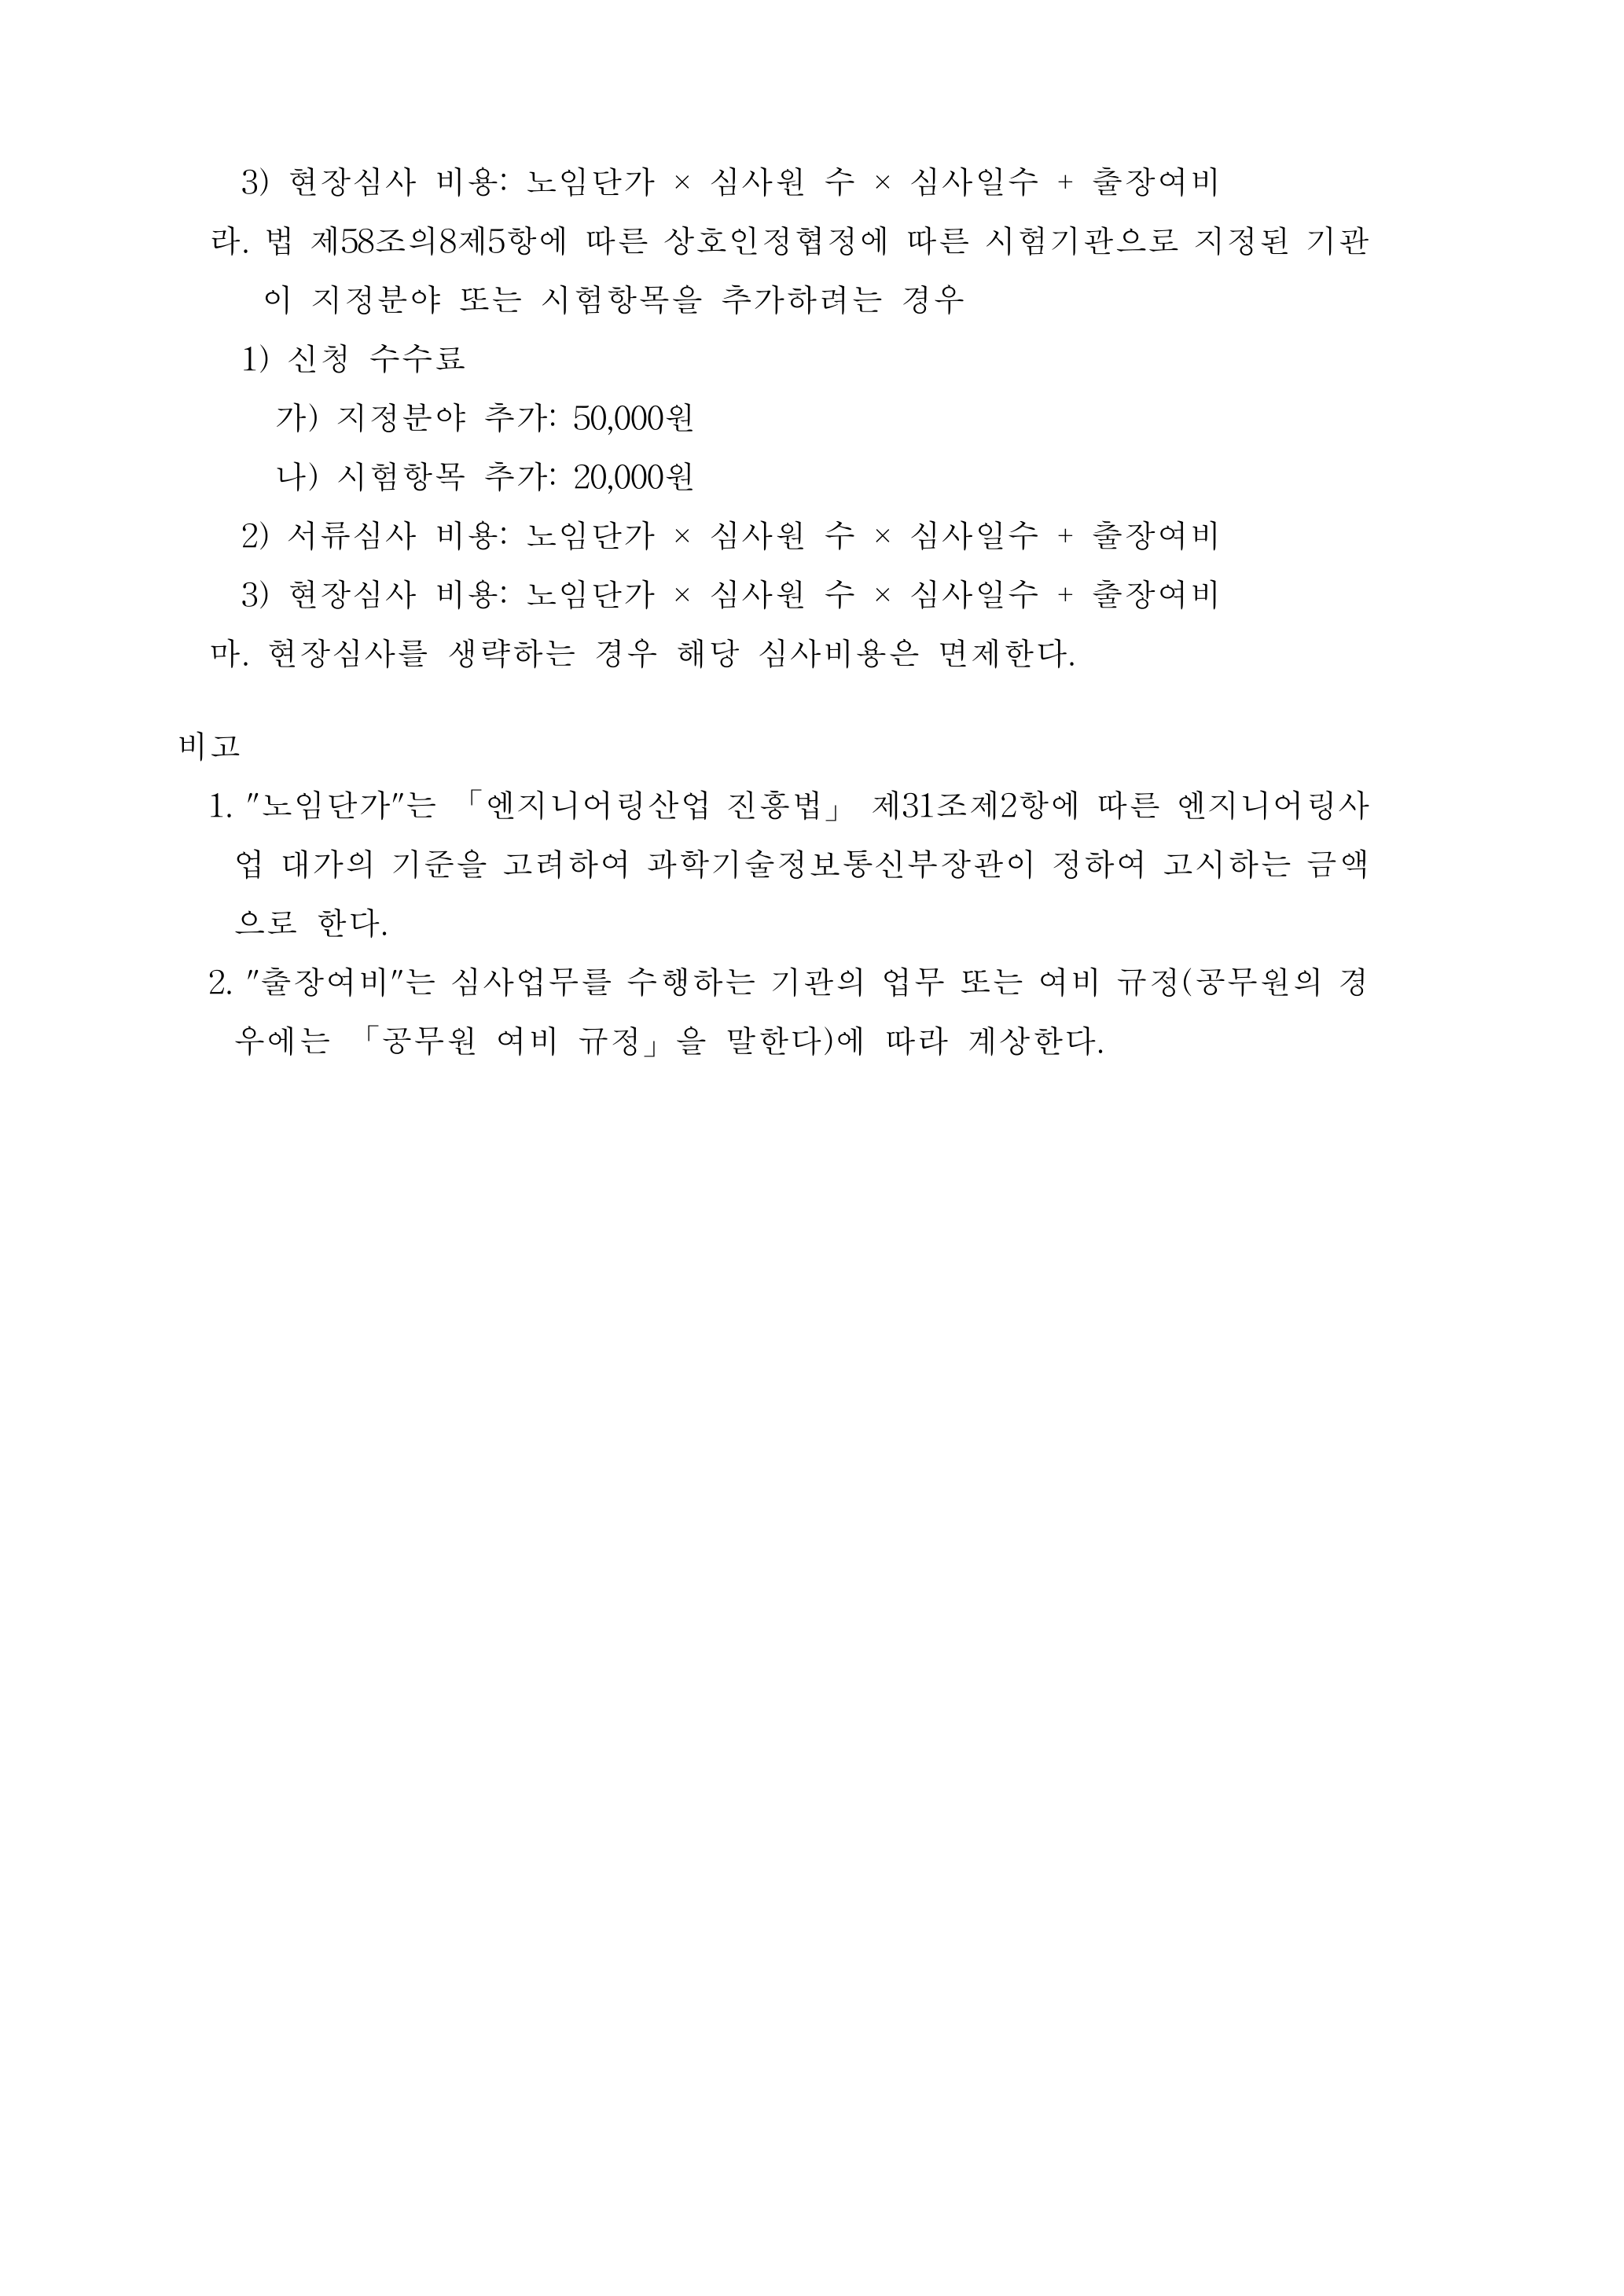 3) 현장심사 비용: 노임단가 × 심사원 수 × 심사일수 + 출장여비
라. 법 제58조의8제5항에 따른 상호인정협정에 따른 시험기관으로 지정된 기관
이 지정분야 또는 시험항목을 추가하려는 경우
1) 신청 수수료
가) 지정분야 추가: 50,000원
나) 시험항목 추가: 20,000원
2) 서류심사 비용: 노임단가 × 심사원 수 × 심사일수 + 출장여비
3) 현장심사 비용: 노임단가 × 심사원 수 × 심사일수 + 출장여비
마. 현장심사를 생략하는 경우 해당 심사비용은 면제한다.
비고
1. "노임단가"는 「엔지니어링산업 진흥법」 제31조제2항에 따른 엔지니어링사
업 대가의 기준을 고려하여 과학기술정보통신부장관이 정하여 고시하는 금액
으로 한다.
2. "출장여비"는 심사업무를 수행하는 기관의 업무 또는 여비 규정(공무원의 경
우에는 「공무원 여비 규정」을 말한다)에 따라 계상한다.